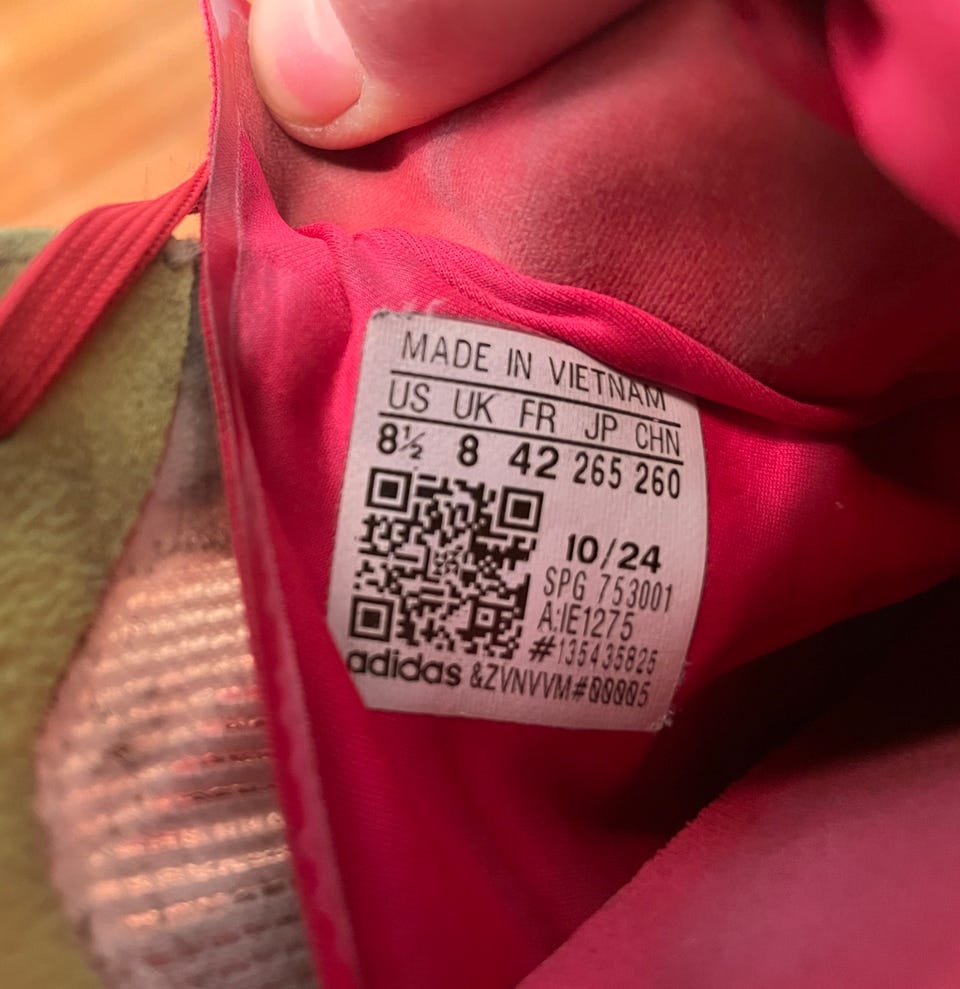 MADE IN VIETNAM
US UK FR JP CHN
8½ 8 42 265 260
10/24
SPG 753001
A:IE1275
#135435825
adidas &ZVNVVM#00005